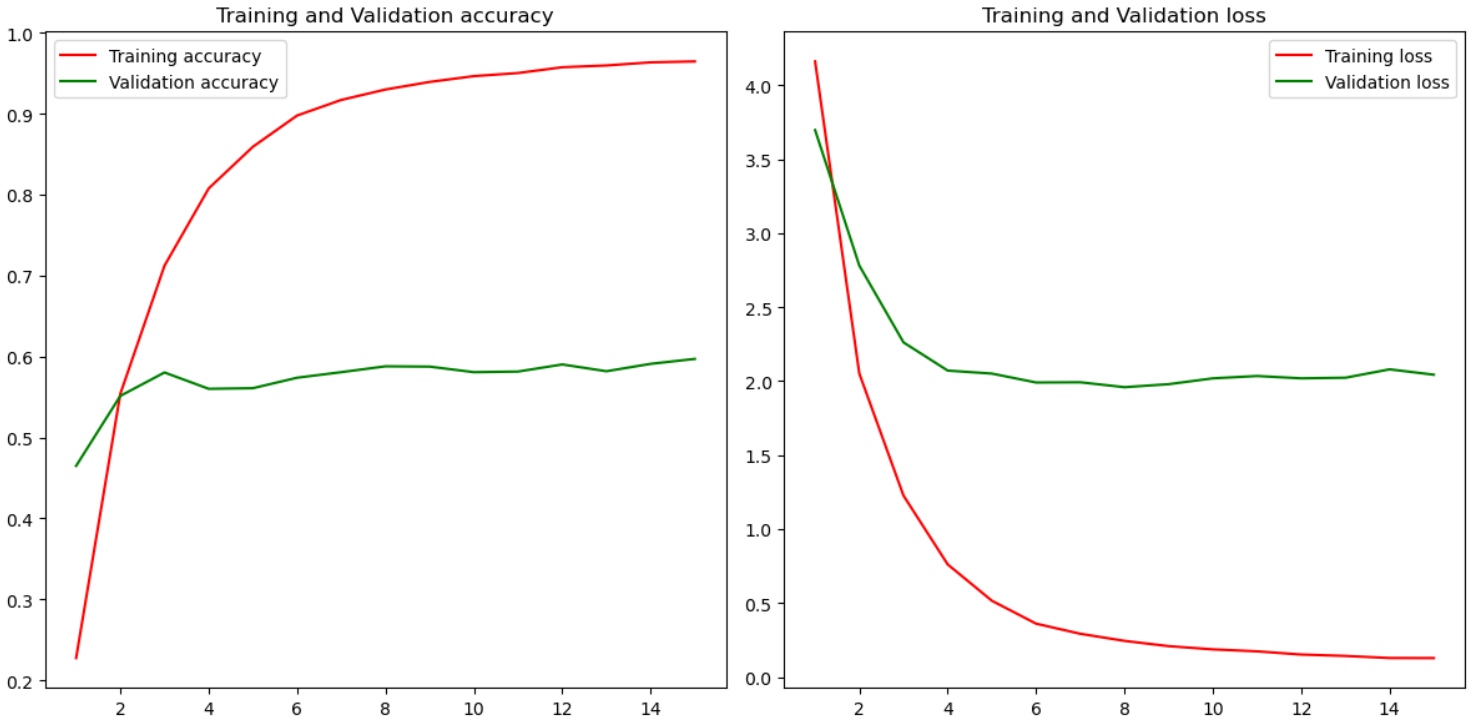 Training and Validation accuracy
Training accuracy
Validation accuracy
1.0
0.9
0.8
0.7
0.6
0.5
0.4
0.3
0.2
2 4 6 8 10 12 14
Training and Validation loss
Training loss
Validation loss
4.0
3.5
3.0
2.5
2.0
1.5
1.0
0.5
0.0
2 4 6 8 10 12 14